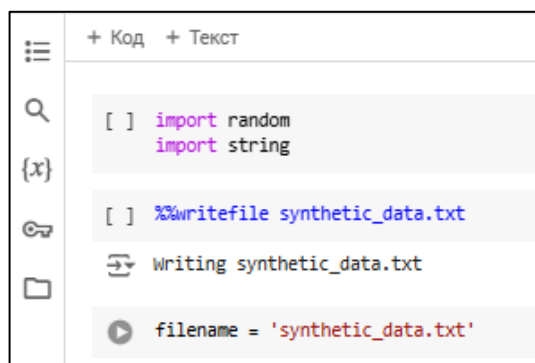 + Код + Текст
[ ] import random
import string
{x}
[ ] %%writefile synthetic_data.txt
Writing synthetic_data.txt
filename = 'synthetic_data.txt'